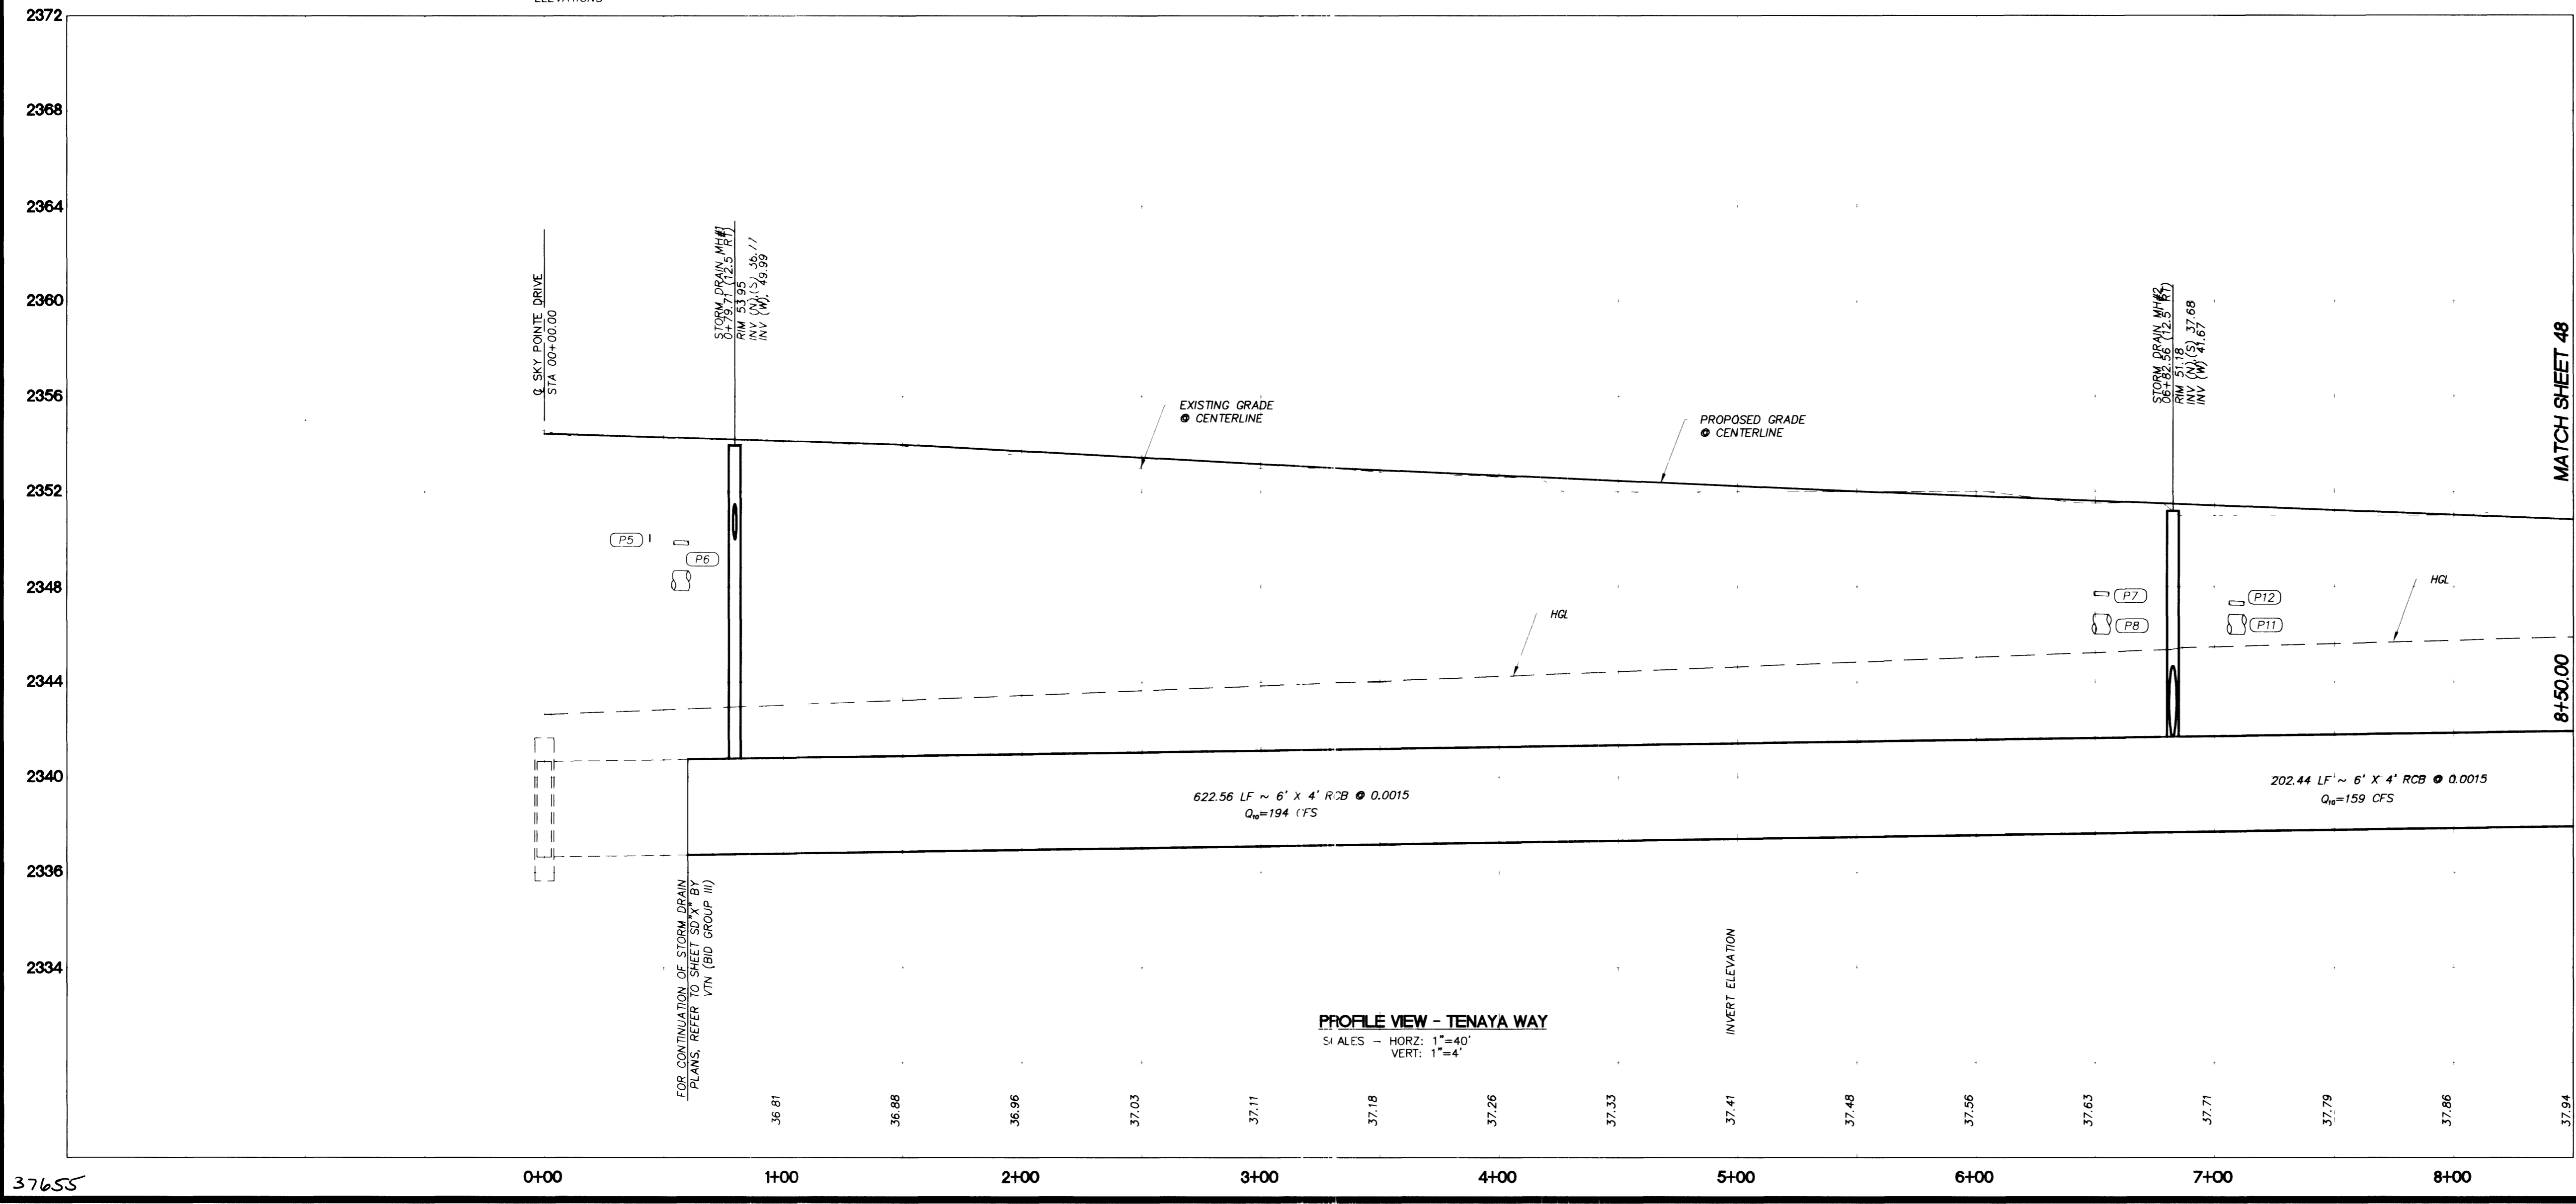 2372
2368
2364
2360
2356
2352
2348
2344
2340
2336
2334
℄ SKY POINTE DRIVE
STA 00+00.00
STORM DRAIN MH#1
0+79.71 (12.5' RT)
RIM 53.95
INV (N),(S) 36.77
INV (W), 49.99
EXISTING GRADE
@ CENTERLINE
PROPOSED GRADE
@ CENTERLINE
STORM DRAIN MH#2
06+82.56 (12.5' RT)
RIM 51.18
INV (N),(S) 37.68
INV (W) 41.67
MATCH SHEET 48
8+50.00
P5
P6
P7
P8
P12
P11
HGL
HGL
622.56 LF ~ 6' X 4' RCB @ 0.0015
Q₁₀=194 CFS
202.44 LF ~ 6' X 4' RCB @ 0.0015
Q₁₀=159 CFS
FOR CONTINUATION OF STORM DRAIN
PLANS, REFER TO SHEET SD"X" BY
VTN (BID GROUP III)
INVERT ELEVATION
PROFILE VIEW - TENAYA WAY
SCALES - HORZ: 1"=40'
VERT: 1"=4'
36.81
36.88
36.96
37.03
37.11
37.18
37.26
37.33
37.41
37.48
37.56
37.63
37.71
37.79
37.86
37.94
0+00
1+00
2+00
3+00
4+00
5+00
6+00
7+00
8+00
37655